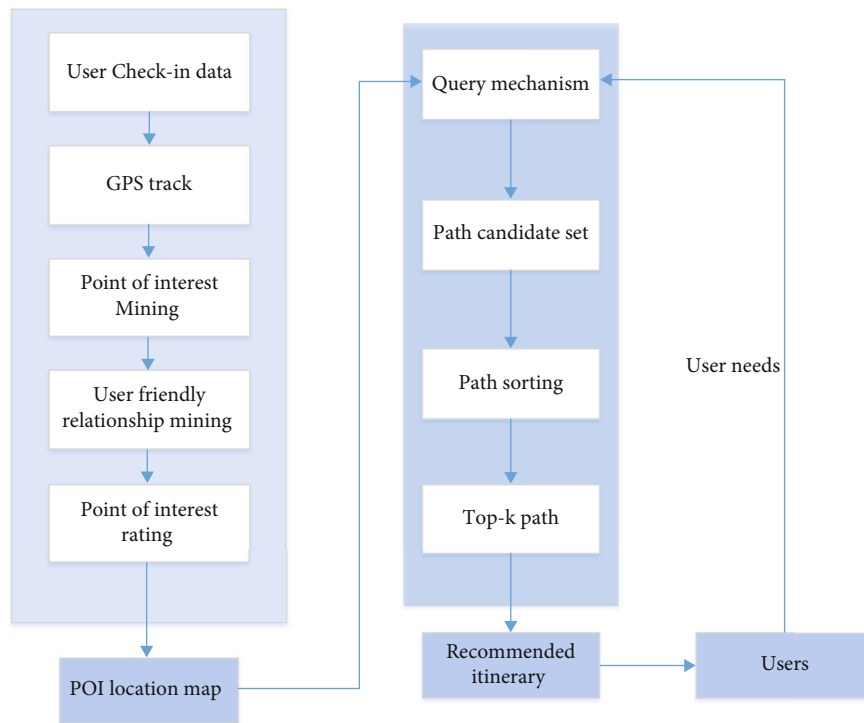 User Check-in data
GPS track
Point of interest
Mining
User friendly
relationship mining
Point of interest
rating
POI location map
Query mechanism
Path candidate set
Path sorting
Top-k path
Recommended
itinerary
Users
User needs